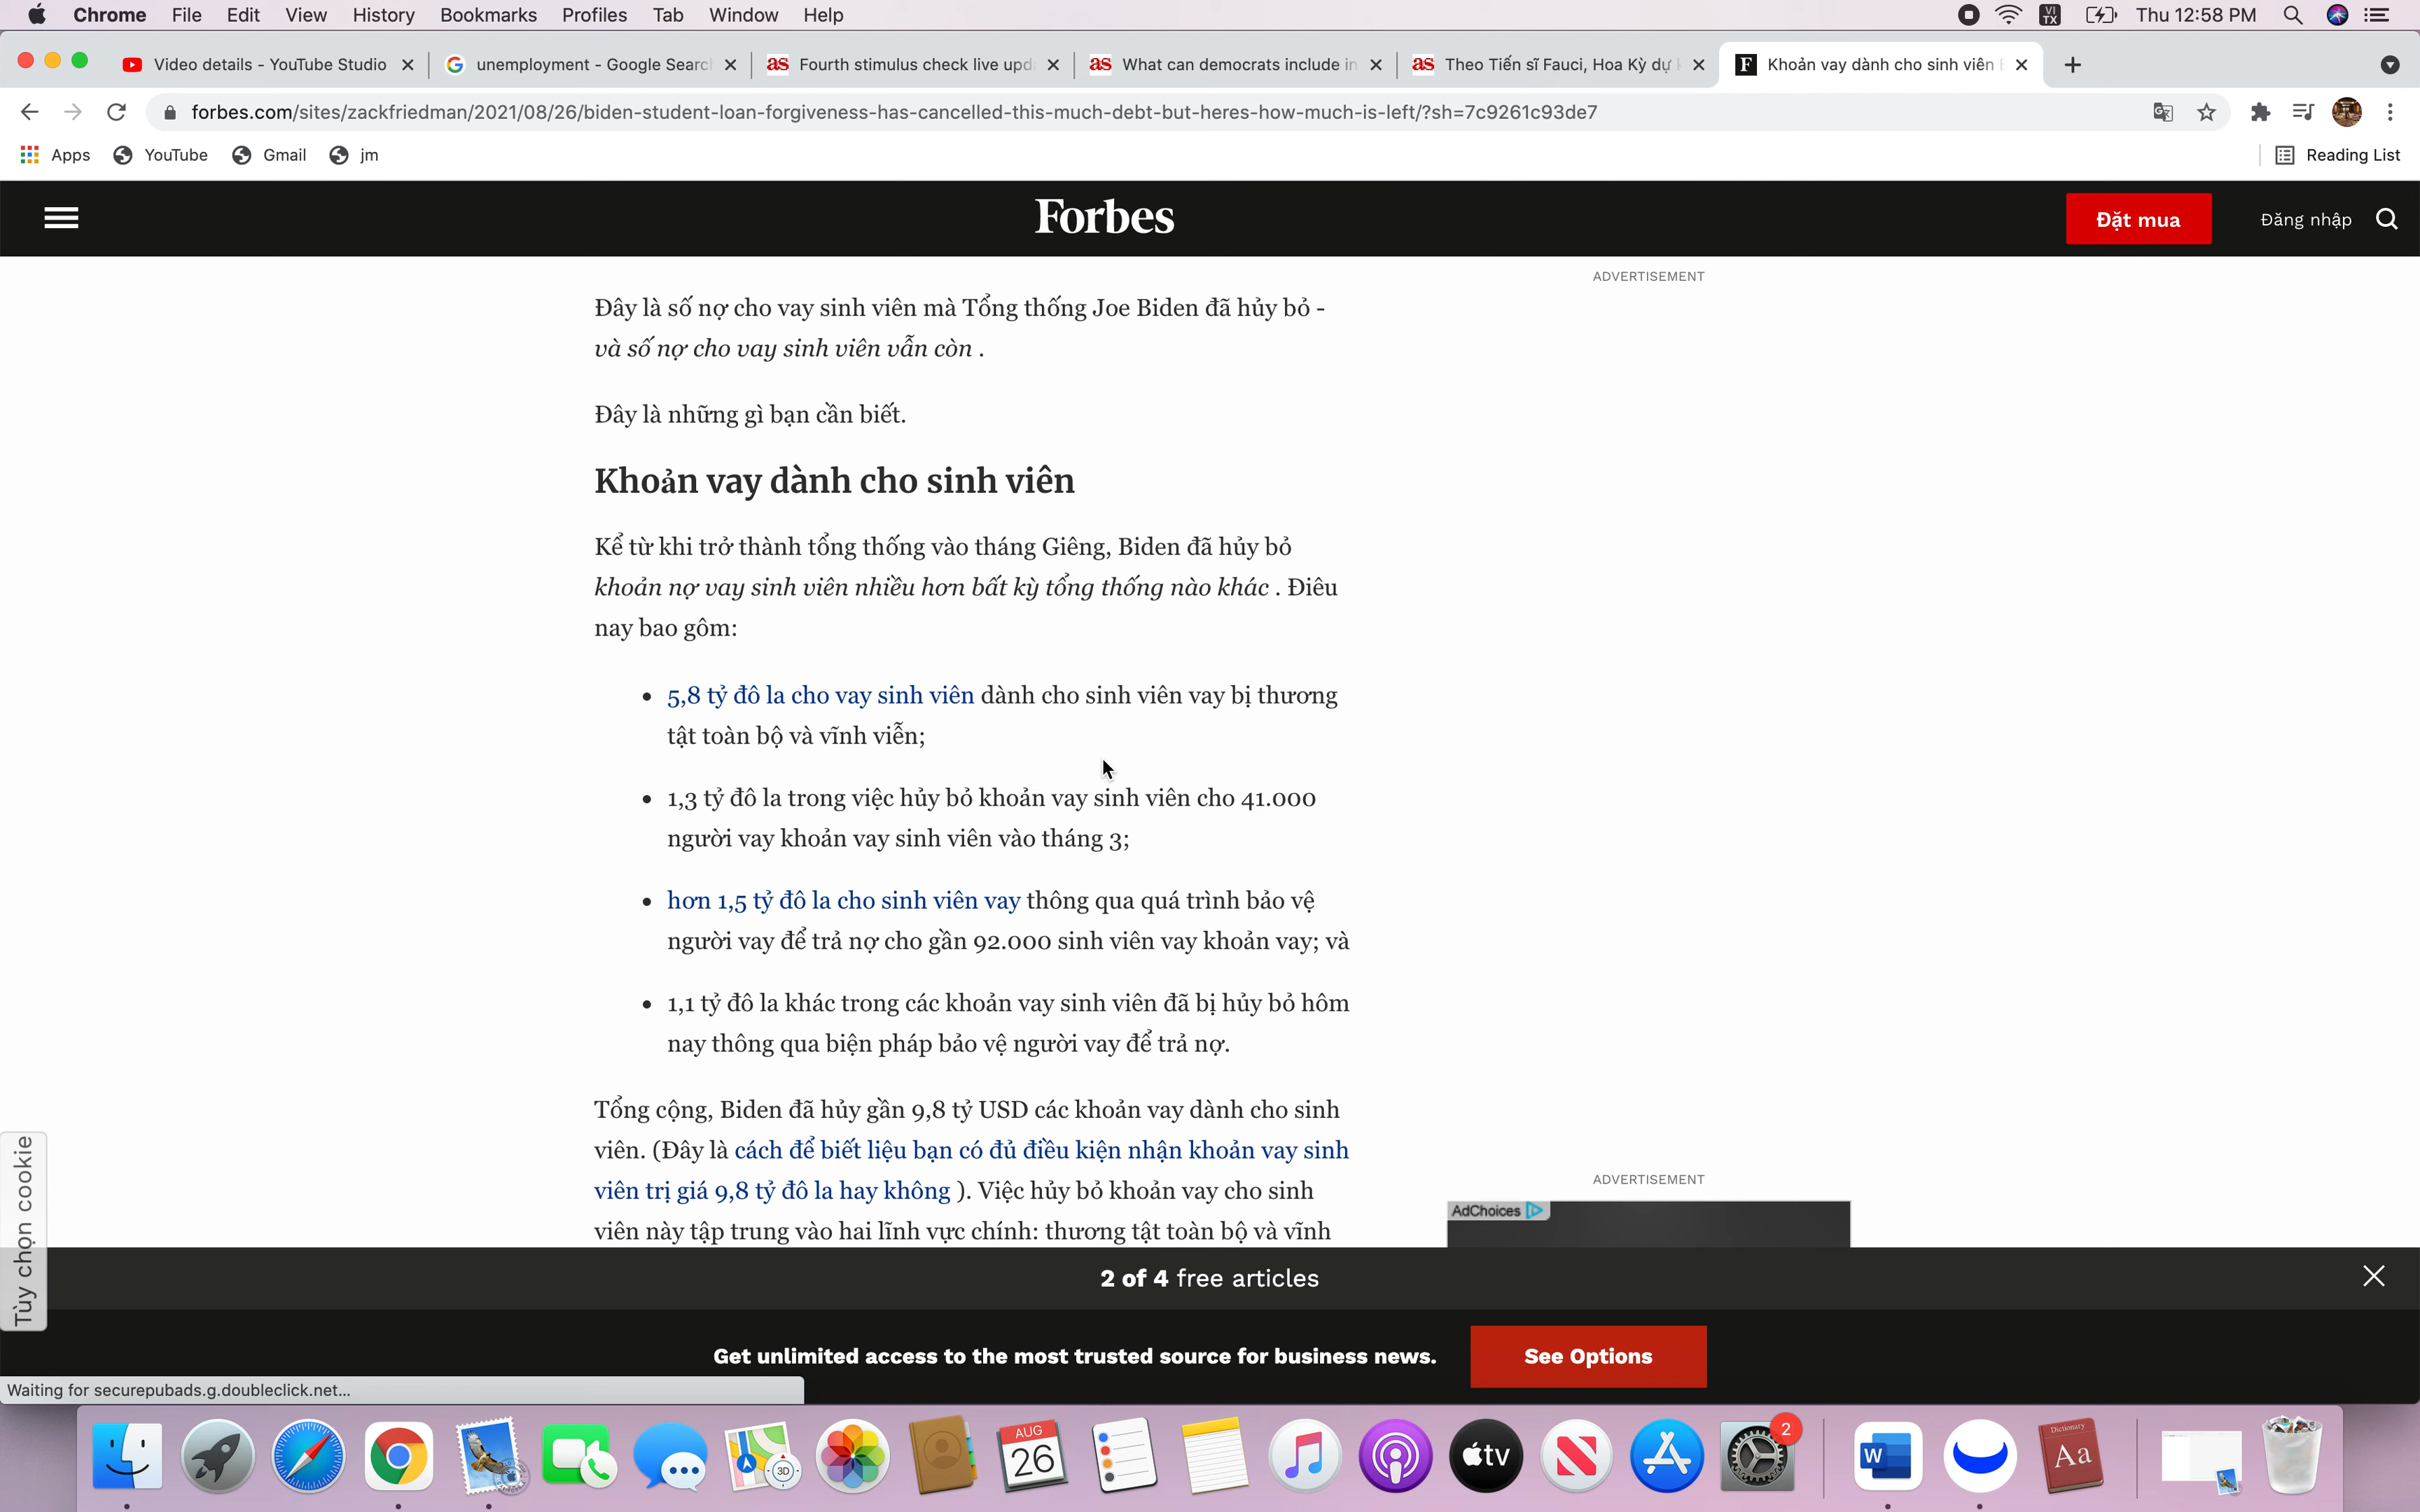 Chrome File Edit View History Bookmarks Profiles Tab Window Help VI TX Thu 12:58 PM
Video details - YouTube Studio unemployment - Google Searc as Fourth stimulus check live upd as What can democrats include in as Theo Tiến sĩ Fauci, Hoa Kỳ dự F Khoản vay dành cho sinh viên
forbes.com/sites/zackfriedman/2021/08/26/biden-student-loan-forgiveness-has-cancelled-this-much-debt-but-heres-how-much-is-left/?sh=7c9261c93de7
Apps YouTube Gmail jm Reading List
Forbes Đặt mua Đăng nhập
ADVERTISEMENT
Đây là số nợ cho vay sinh viên mà Tổng thống Joe Biden đã hủy bỏ -
và số nợ cho vay sinh viên vẫn còn .
Đây là những gì bạn cần biết.
Khoản vay dành cho sinh viên
Kể từ khi trở thành tổng thống vào tháng Giêng, Biden đã hủy bỏ
khoản nợ vay sinh viên nhiều hơn bất kỳ tổng thống nào khác . Điêu
nay bao gôm:
• 5,8 tỷ đô la cho vay sinh viên dành cho sinh viên vay bị thương
tật toàn bộ và vĩnh viễn;
• 1,3 tỷ đô la trong việc hủy bỏ khoản vay sinh viên cho 41.000
người vay khoản vay sinh viên vào tháng 3;
• hơn 1,5 tỷ đô la cho sinh viên vay thông qua quá trình bảo vệ
người vay để trả nợ cho gần 92.000 sinh viên vay khoản vay; và
• 1,1 tỷ đô la khác trong các khoản vay sinh viên đã bị hủy bỏ hôm
nay thông qua biện pháp bảo vệ người vay để trả nợ.
Tổng cộng, Biden đã hủy gần 9,8 tỷ USD các khoản vay dành cho sinh
viên. (Đây là cách để biết liệu bạn có đủ điều kiện nhận khoản vay sinh
viên trị giá 9,8 tỷ đô la hay không ). Việc hủy bỏ khoản vay cho sinh
viên này tập trung vào hai lĩnh vực chính: thương tật toàn bộ và vĩnh
ADVERTISEMENT
AdChoices
Tùy chọn cookie
2 of 4 free articles
Get unlimited access to the most trusted source for business news. See Options
Waiting for securepubads.g.doubleclick.net...
3D AUG 26 tv 2 W Dictionary Aa